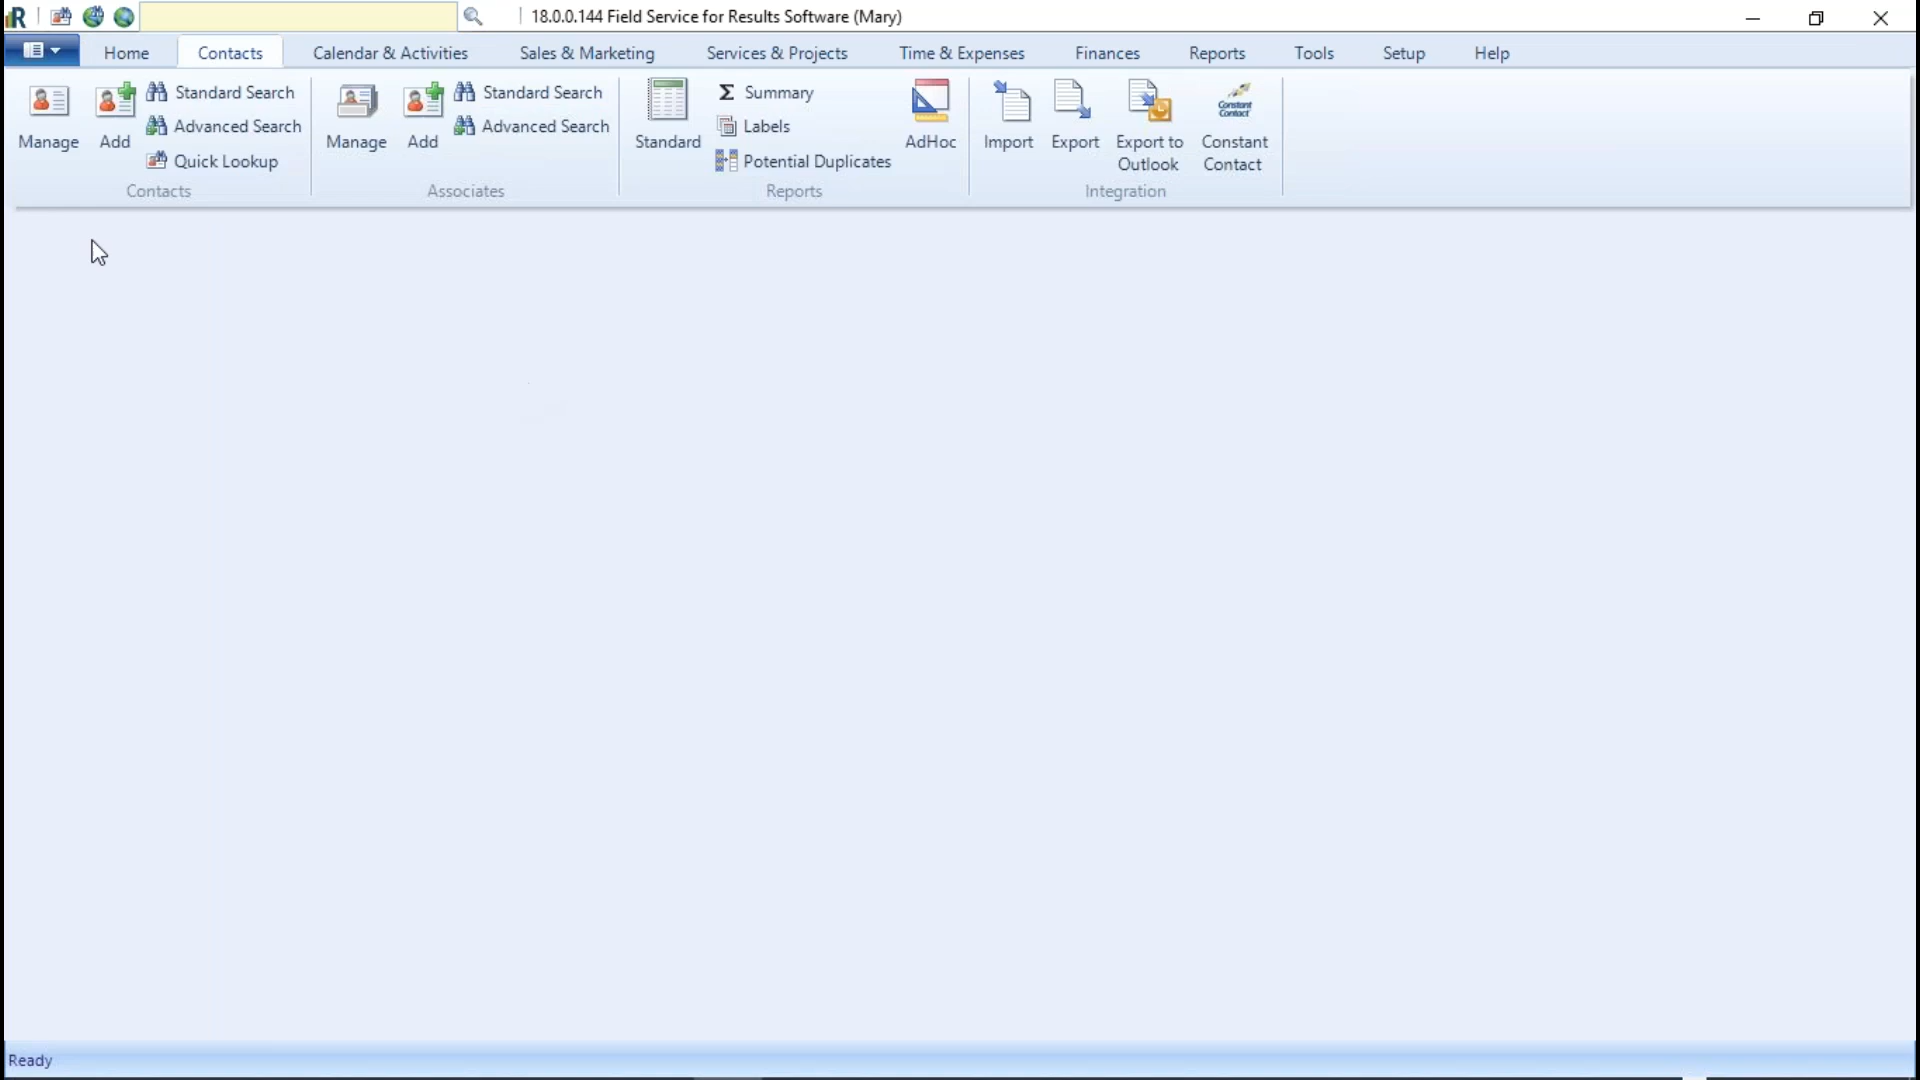 R
18.0.0.144 Field Service for Results Software (Mary)
Home Contacts Calendar & Activities Sales & Marketing Services & Projects Time & Expenses Finances Reports Tools Setup Help
Manage
Add
Standard Search
Advanced Search
Quick Lookup
Contacts
Manage
Add
Standard Search
Advanced Search
Associates
Standard
Σ Summary
Labels
Potential Duplicates
AdHoc
Reports
Import
Export
Export to
Outlook
Constant
Contact
Constant
Contact
Integration
Ready